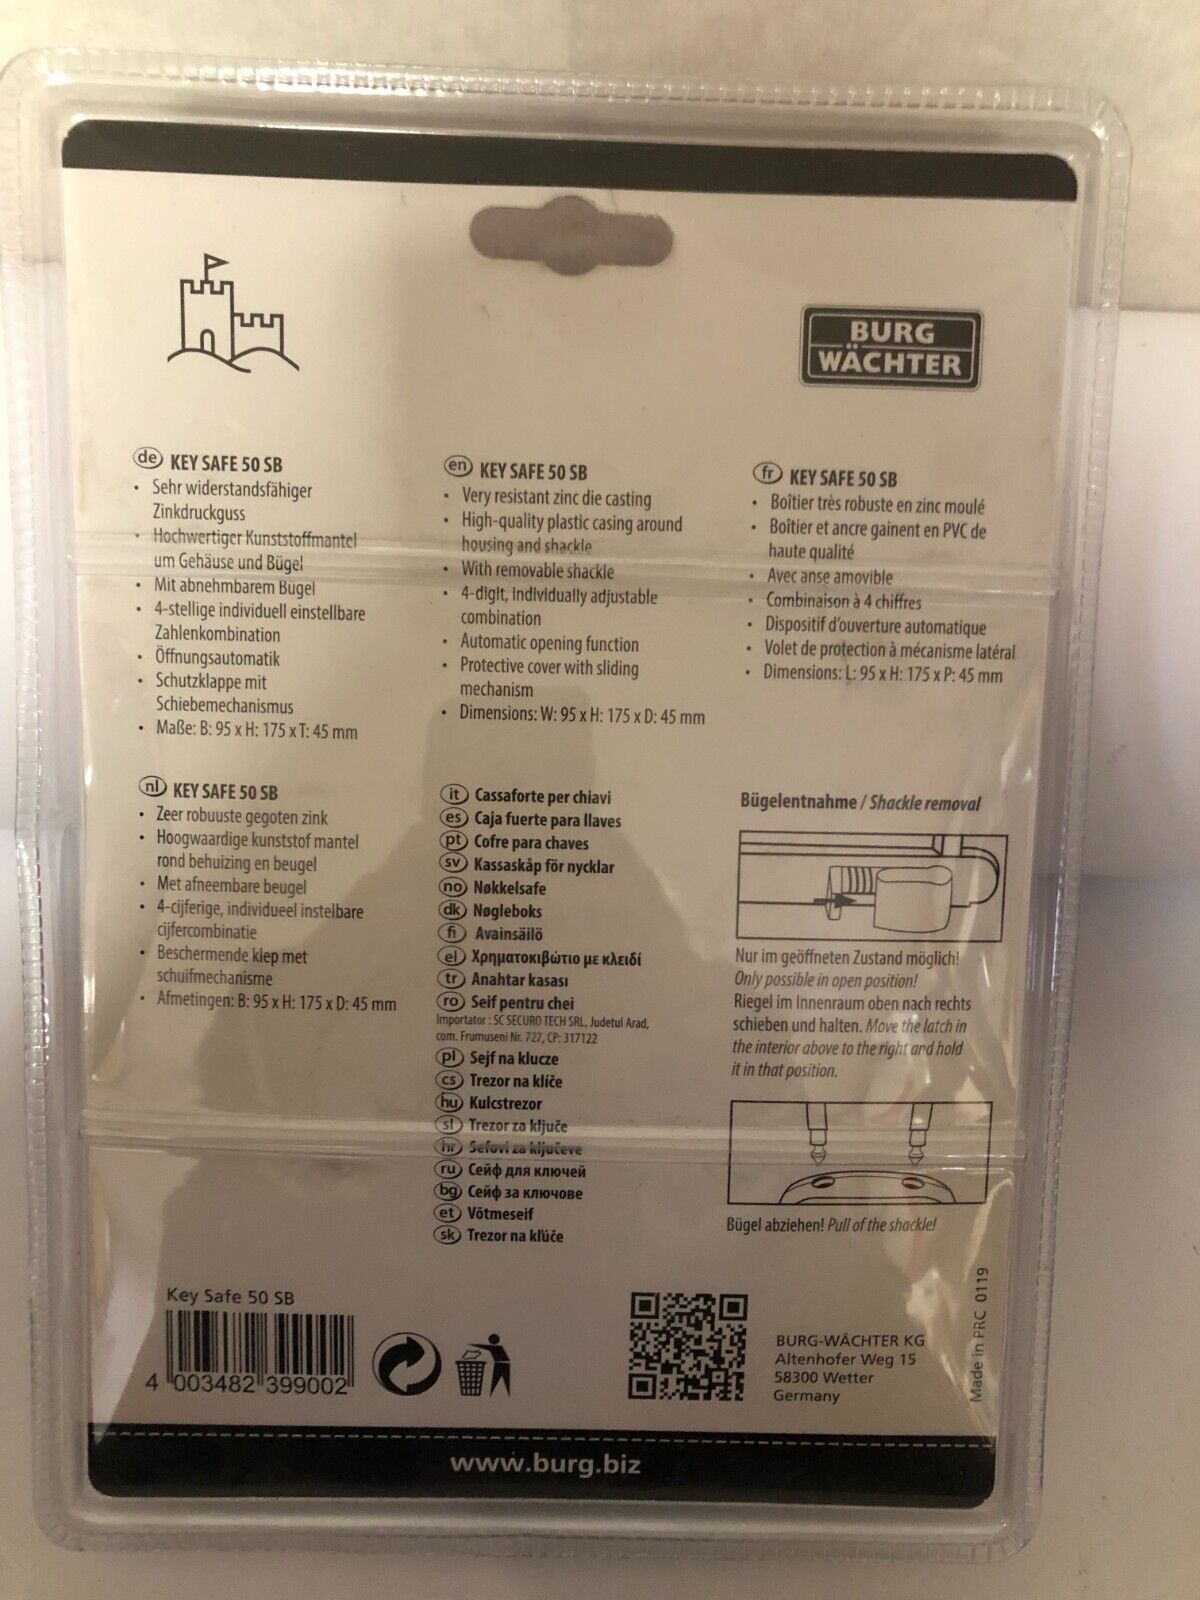 BURG
WÄCHTER
de KEY SAFE 50 SB
• Sehr widerstandsfähiger
Zinkdruckguss
• Hochwertiger Kunststoffmantel
um Gehäuse und Bügel
• Mit abnehmbarem Bügel
• 4-stellige individuell einstellbare
Zahlenkombination
• Öffnungsautomatik
• Schutzklappe mit
Schiebemechanismus
• Maße: B: 95 x H: 175 x T: 45 mm
en KEY SAFE 50 SB
• Very resistant zinc die casting
• High-quality plastic casing around
housing and shackle
• With removable shackle
• 4-digit, individually adjustable
combination
• Automatic opening function
• Protective cover with sliding
mechanism
• Dimensions: W: 95 x H: 175 x D: 45 mm
fr KEY SAFE 50 SB
• Boîtier très robuste en zinc moulé
• Boîtier et ancre gainent en PVC de
haute qualité
• Avec anse amovible
• Combinaison à 4 chiffres
• Dispositif d'ouverture automatique
• Volet de protection à mécanisme latéral
• Dimensions: L: 95 x H: 175 x P: 45 mm
nl KEY SAFE 50 SB
• Zeer robuuste gegoten zink
• Hoogwaardige kunststof mantel
rond behuizing en beugel
• Met afneembare beugel
• 4-cijferige, individueel instelbare
cijfercombinatie
• Beschermende klep met
schuifmechanisme
• Afmetingen: B: 95 x H: 175 x D: 45 mm
it Cassaforte per chiavi
es Caja fuerte para llaves
pt Cofre para chaves
sv Kassaskåp för nycklar
no Nøkkelsafe
dk Nøgleboks
fi Avainsäilö
el Χρηματοκιβώτιο με κλειδί
tr Anahtar kasası
ro Seif pentru chei
Importator : SC SECURO TECH SRL, Judetul Arad,
com. Frumuseni Nr. 727, CP: 317122
pl Sejf na klucze
cs Trezor na klíče
hu Kulcstrezor
sl Trezor za ključe
hr Sefovi za ključeve
ru Сейф для ключей
bg Сейф за ключове
et Võtmeseif
sk Trezor na kľúče
Bügelentnahme / Shackle removal
Nur im geöffneten Zustand möglich!
Only possible in open position!
Riegel im Innenraum oben nach rechts
schieben und halten. Move the latch in
the interior above to the right and hold
it in that position.
Bügel abziehen! Pull of the shackle!
Key Safe 50 SB
4 003482 399002
BURG-WÄCHTER KG
Altenhofer Weg 15
58300 Wetter
Germany
Made in PRC 0119
www.burg.biz